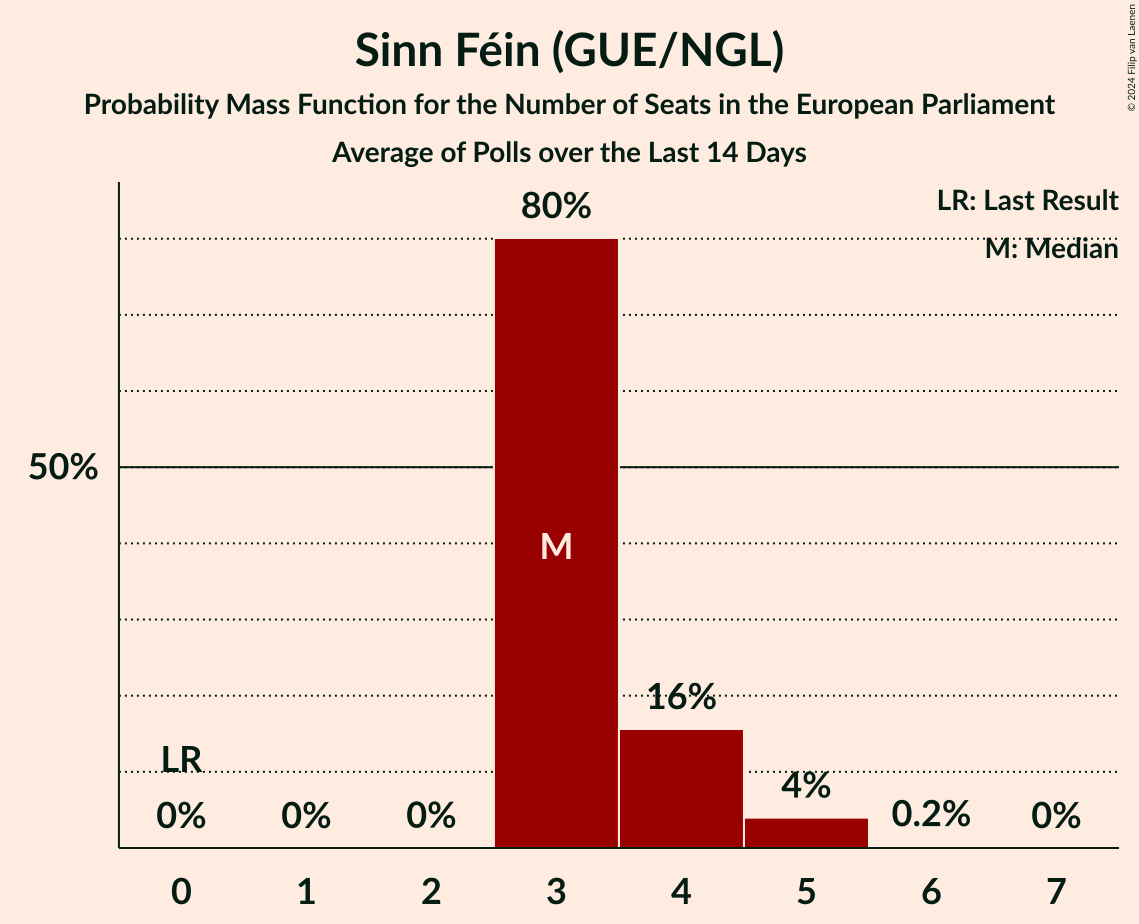 Sinn Féin (GUE/NGL)
Probability Mass Function for the Number of Seats in the European Parliament
Average of Polls over the Last 14 Days
© 2024 Filip van Laenen
LR: Last Result
M: Median
80%
50%
M
16%
LR
4%
0% 0% 0% 0.2% 0%
0 1 2 3 4 5 6 7